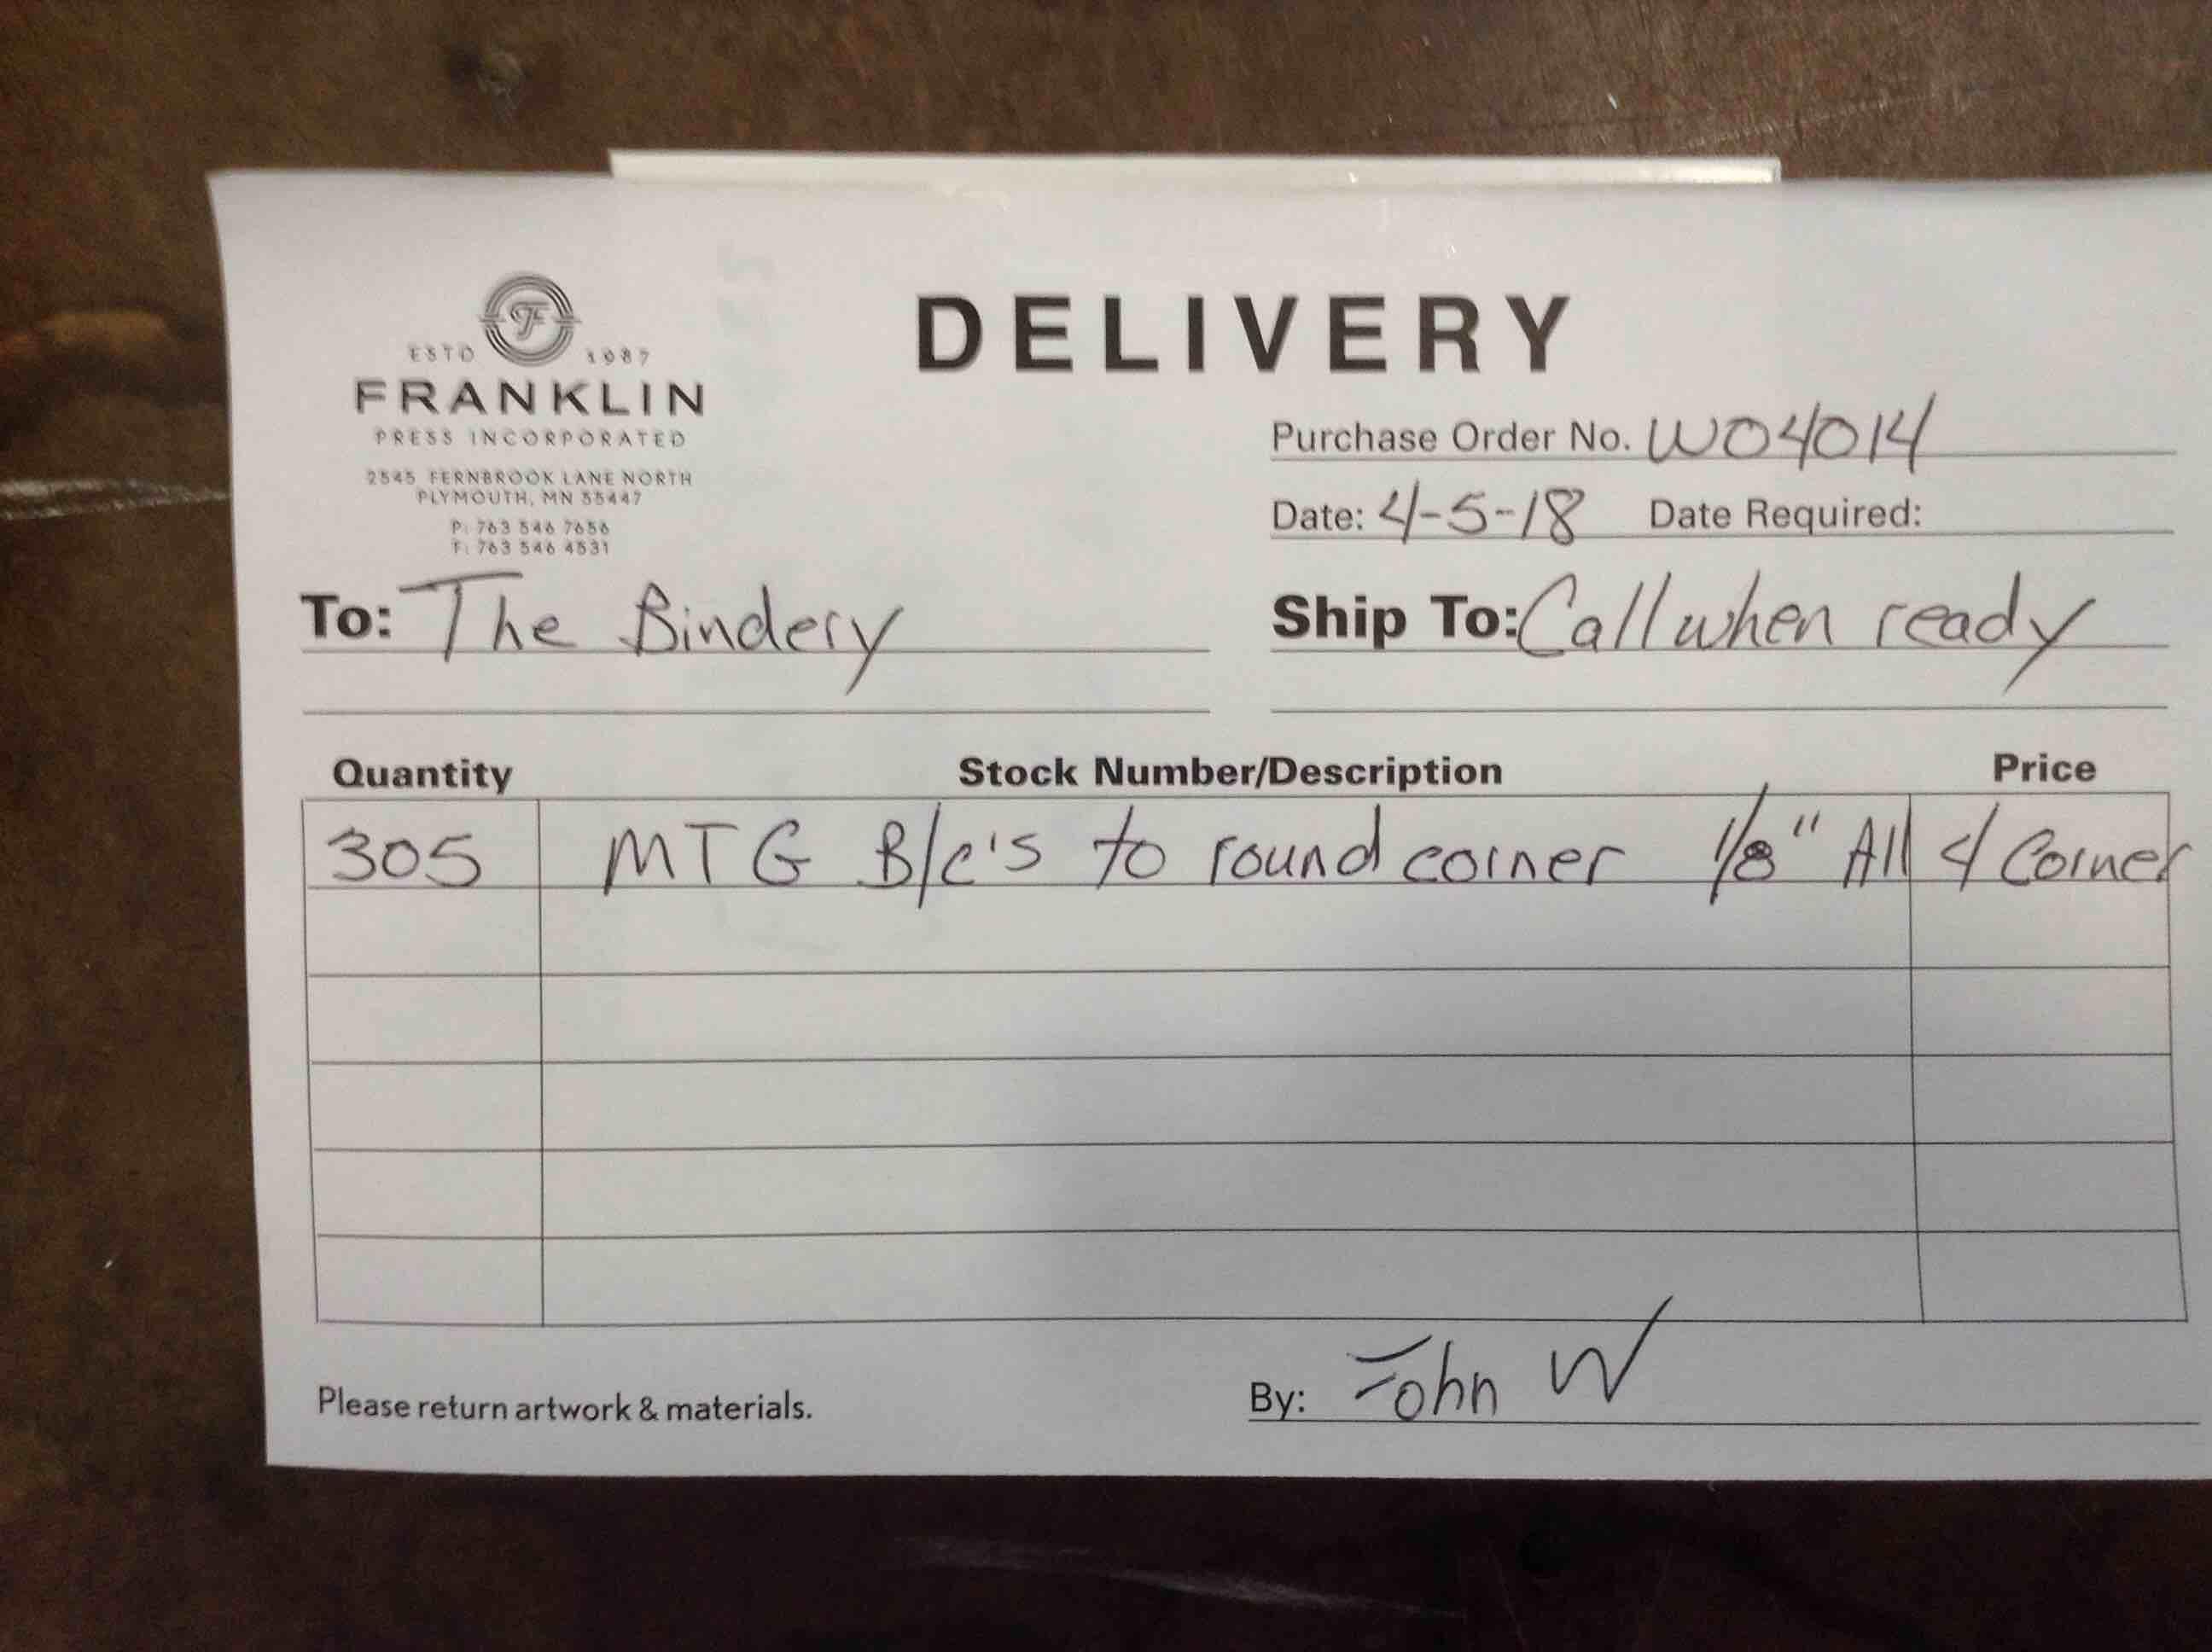 ESTD 1987
FRANKLIN
PRESS INCORPORATED
2545 FERNBROOK LANE NORTH
PLYMOUTH, MN 55447
P: 763 546 7656
F: 763 546 4531
DELIVERY
Purchase Order No. W04014
Date: 4-5-18 Date Required:
To: The Bindery
Ship To: Call when ready
Quantity Stock Number/Description Price
305 MTG B/c's to round corner 1/8" All 4 Corner
Please return artwork & materials.
By: John W